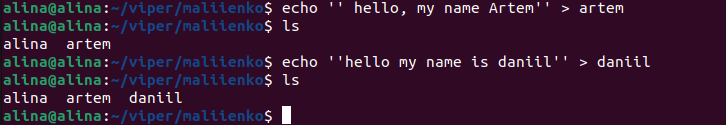 alina@alina:~/viper/maliienko$ echo '' hello, my name Artem'' > artem
alina@alina:~/viper/maliienko$ ls
alina  artem
alina@alina:~/viper/maliienko$ echo ''hello my name is daniil'' > daniil
alina@alina:~/viper/maliienko$ ls
alina  artem  daniil
alina@alina:~/viper/maliienko$